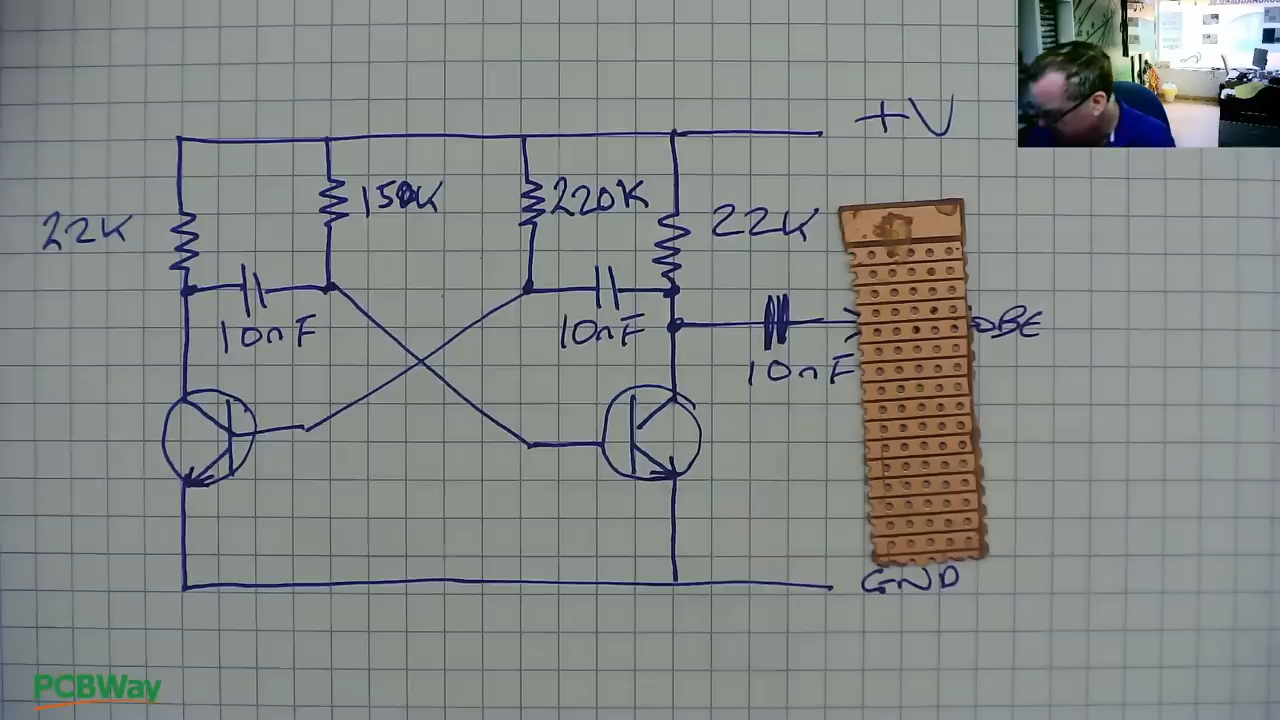 +V
22K
150K
220K
22K
10nF
10nF
10nF
GND
PCBWay